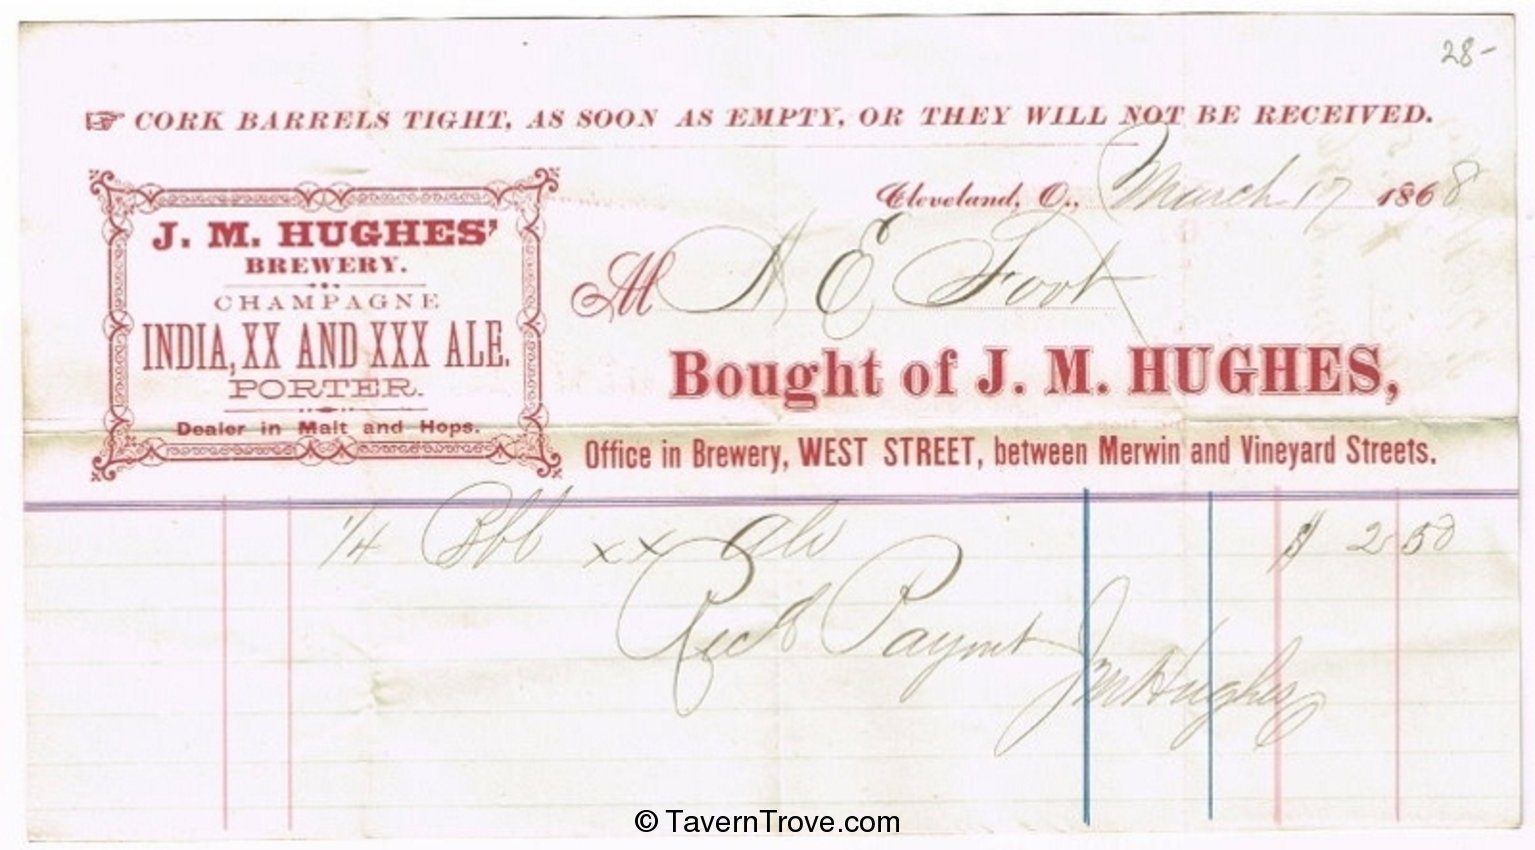 28-
☞ CORK BARRELS TIGHT, AS SOON AS EMPTY, OR THEY WILL NOT BE RECEIVED.
Cleveland, O., March 17 1868
J. M. HUGHES'
BREWERY.
CHAMPAGNE
INDIA, XX AND XXX ALE.
PORTER.
Dealer in Malt and Hops.
M A E Foot
Bought of J. M. HUGHES,
Office in Brewery, WEST STREET, between Merwin and Vineyard Streets.
1/4 Bbl xx Ale $ 2 50
Recd Paymt
J M Hughes
© TavernTrove.com